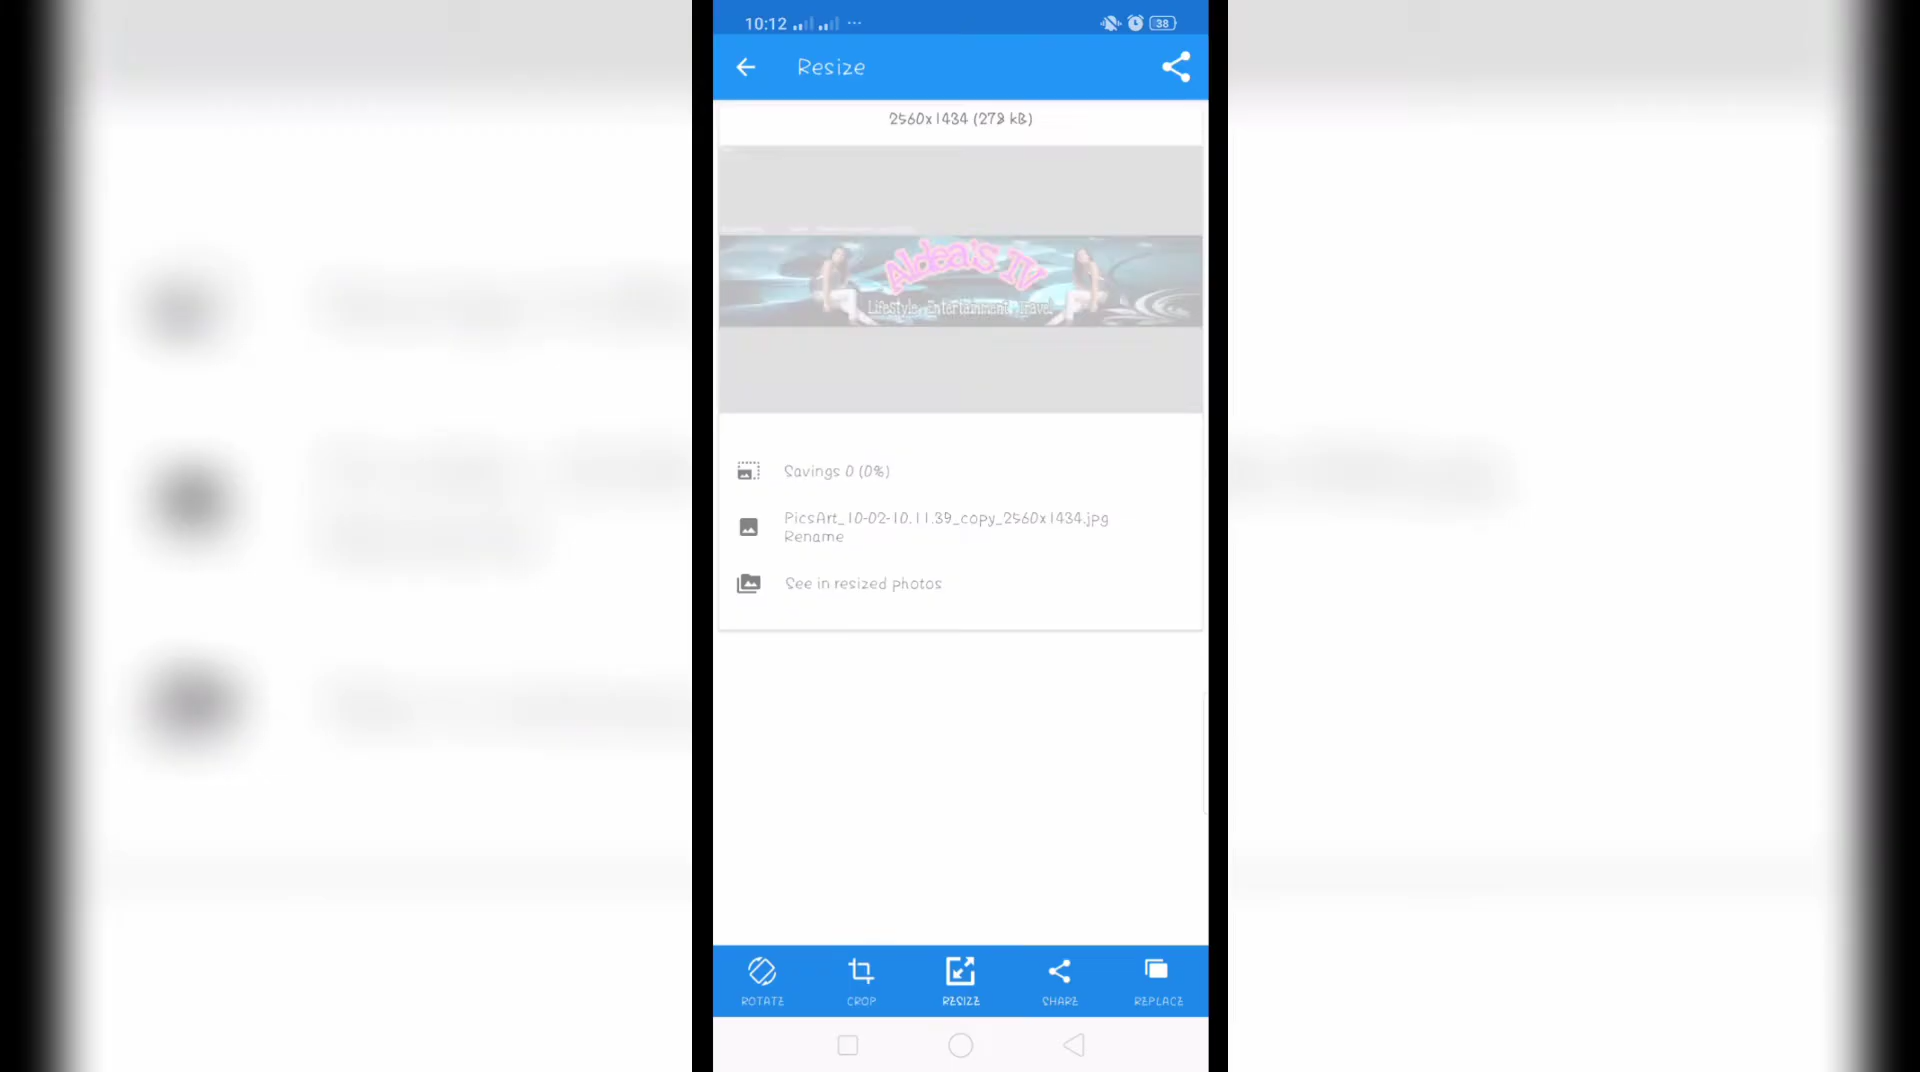 10:12 ... 38
Resize
2560x1434 (278 kB)
Aldea's TV
LifeStyle. Entertainment. Travel
Savings 0 (0%)
PicsArt_10-02-10.11.39_copy_2560x1434.jpg
Rename
See in resized photos
ROTATE CROP RESIZE SHARE REPLACE